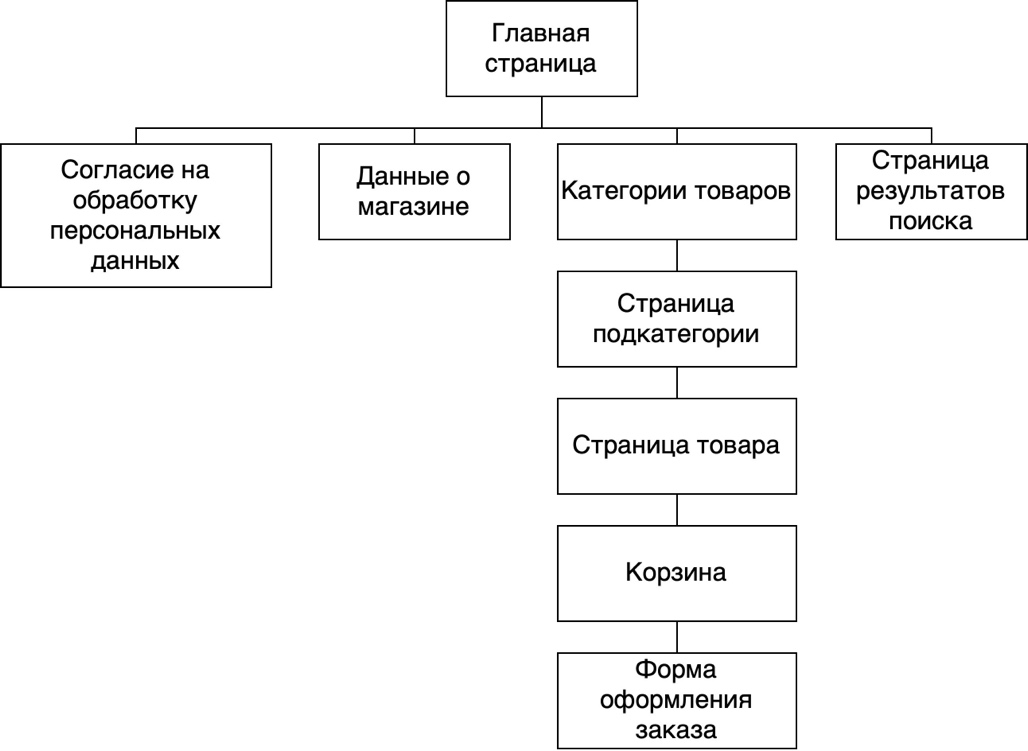 Главная
страница
Согласие на
обработку
персональных
данных
Данные о
магазине
Категории товаров
Страница
результатов
поиска
Страница
подкатегории
Страница товара
Корзина
Форма
оформления
заказа